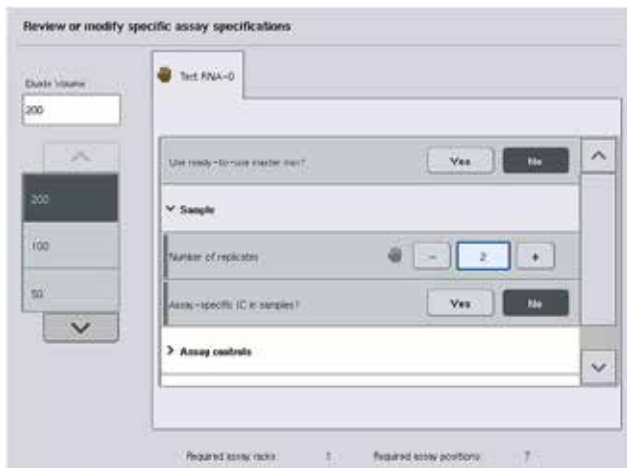 Review or modify specific assay specifications
Eluate Volume
200
Test RNA-0
200
100
50
Use ready-to-use master mix?
Yes
No
Sample
Number of replicates
-
2
+
Assay-specific IC in samples?
Yes
No
Assay controls
Required assay racks: 1 Required assay positions: 7